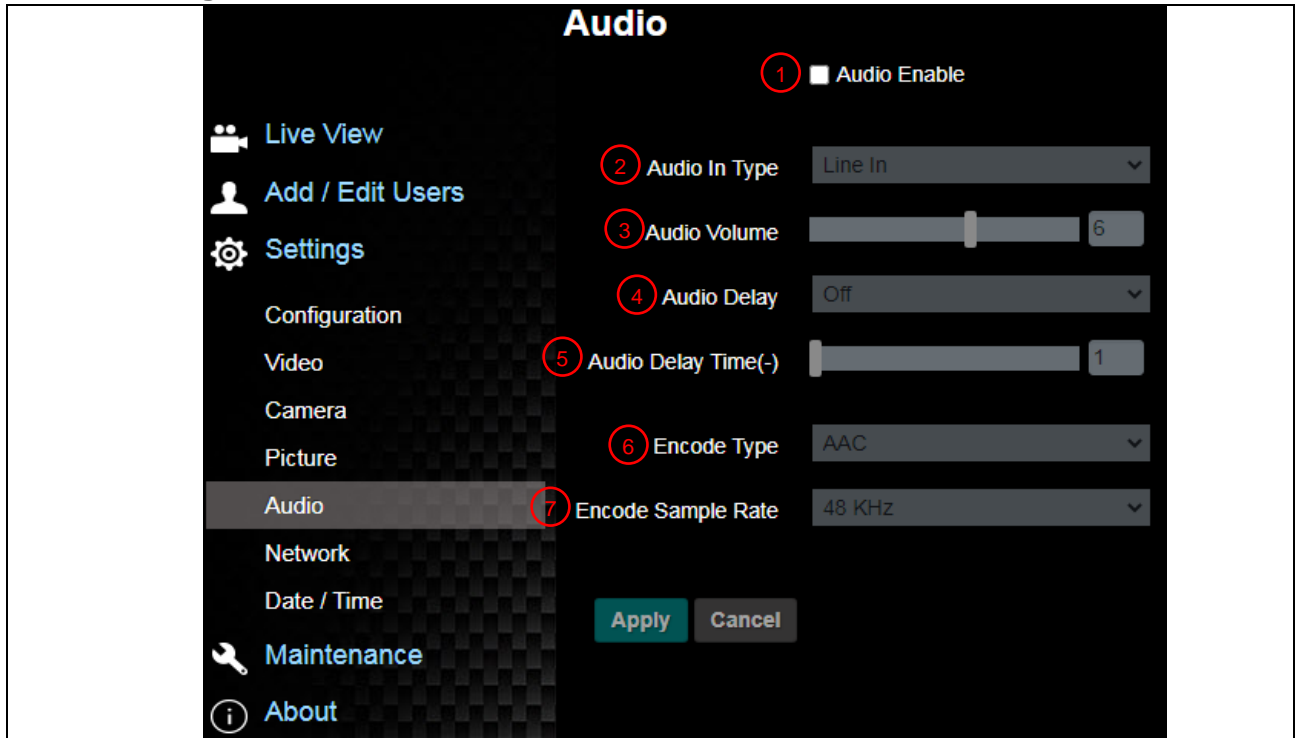 Audio
1 Audio Enable
Live View
Add / Edit Users
Settings
Configuration
Video
Camera
Picture
Audio
Network
Date / Time
Maintenance
About
2 Audio In Type Line In
3 Audio Volume 6
4 Audio Delay Off
5 Audio Delay Time(-) 1
6 Encode Type AAC
7 Encode Sample Rate 48 KHz
Apply Cancel